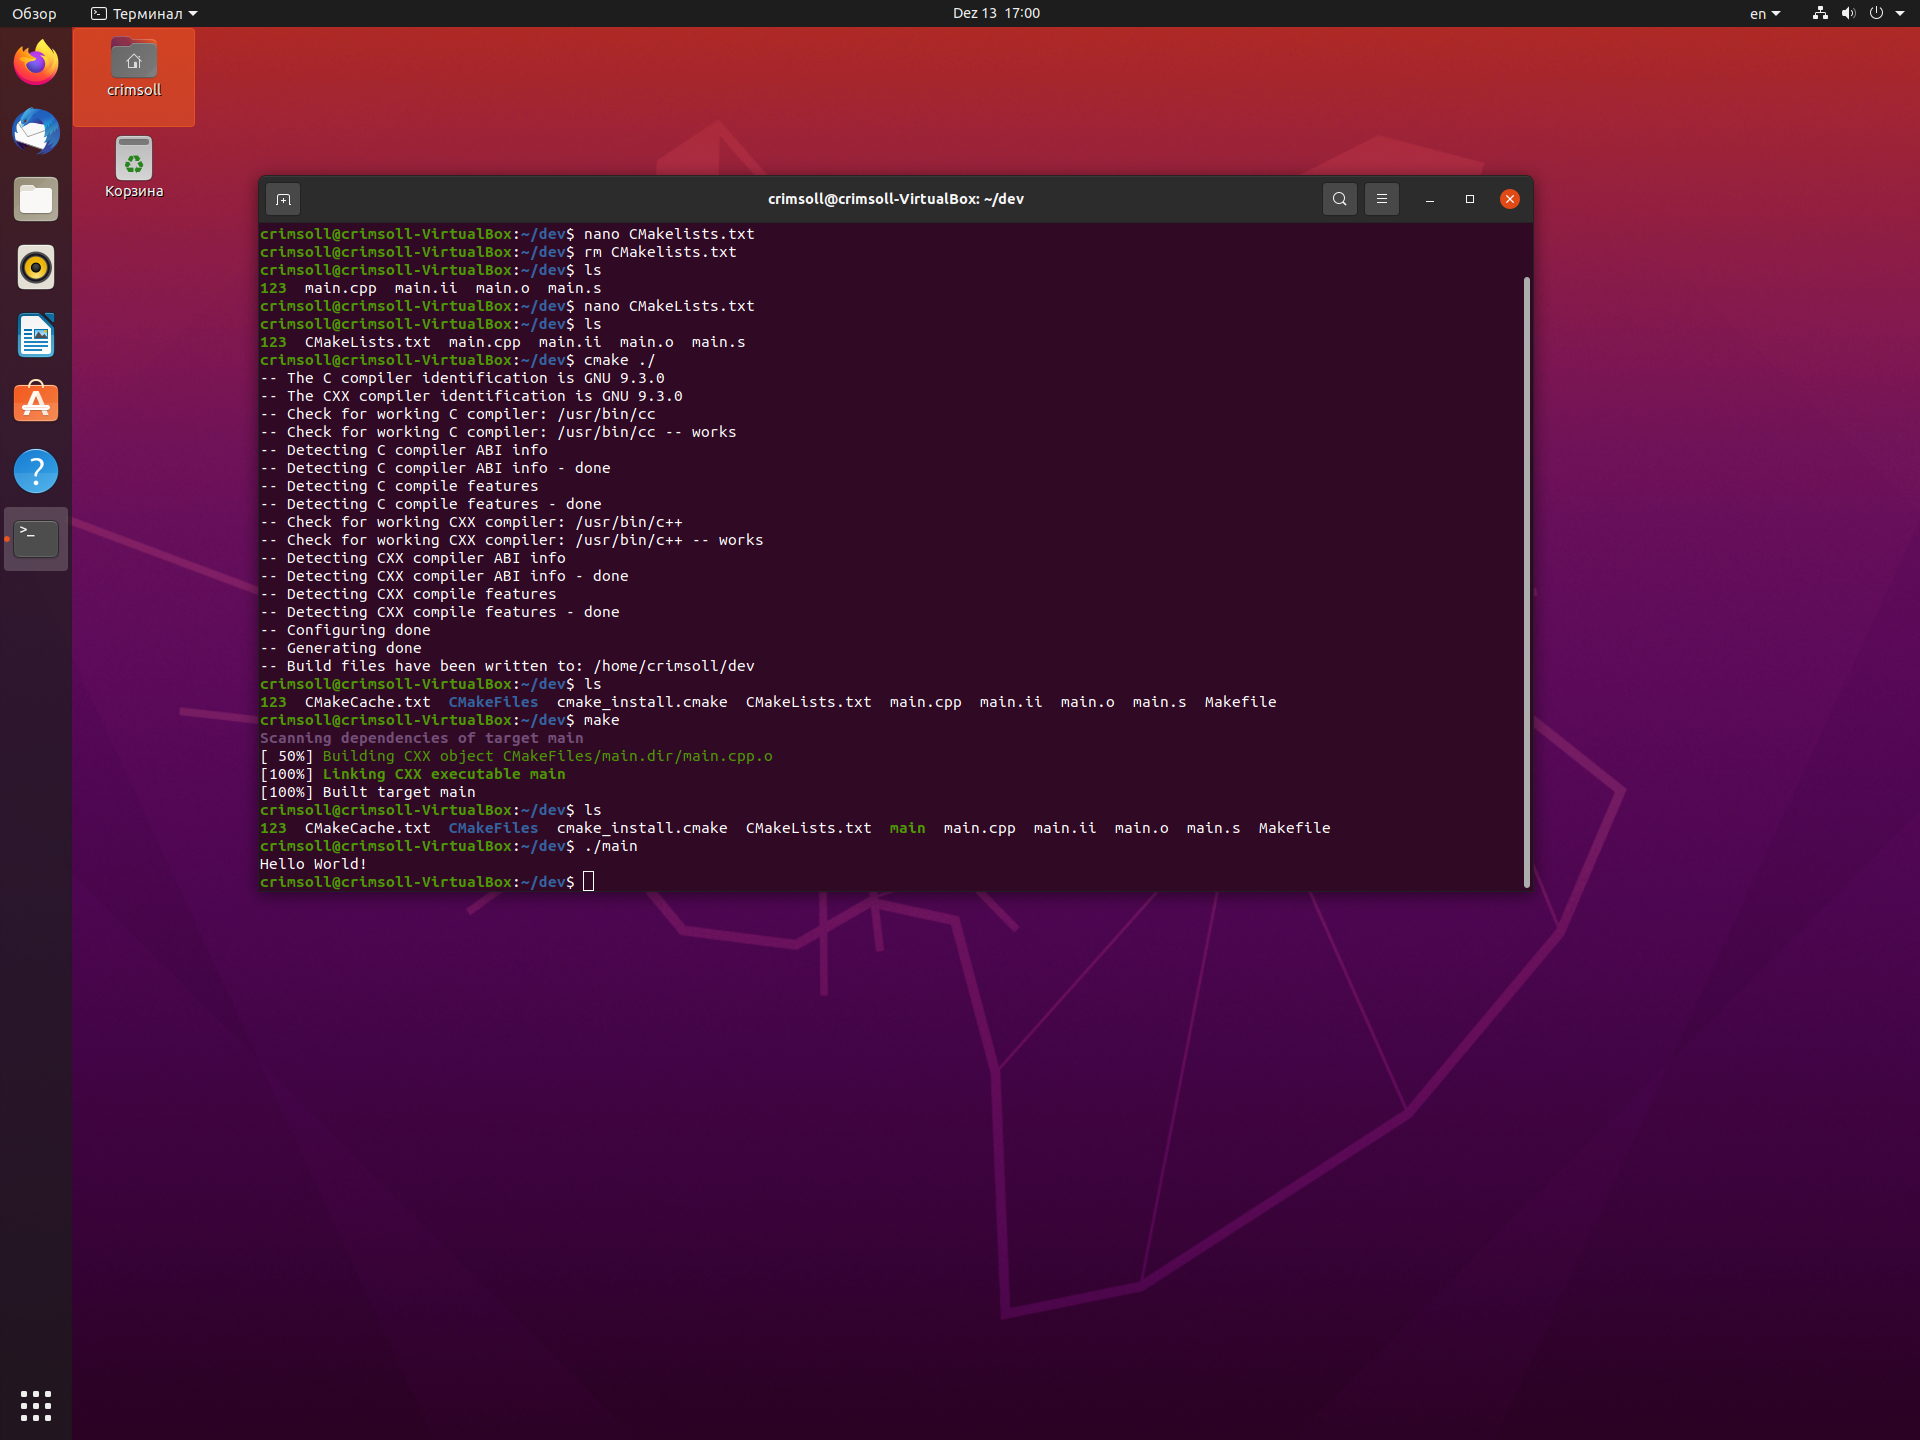 Обзор Терминал Dez 13 17:00 en
crimsoll
Корзина
crimsoll@crimsoll-VirtualBox: ~/dev
crimsoll@crimsoll-VirtualBox:~/dev$ nano CMakelists.txt
crimsoll@crimsoll-VirtualBox:~/dev$ rm CMakelists.txt
crimsoll@crimsoll-VirtualBox:~/dev$ ls
123  main.cpp  main.ii  main.o  main.s
crimsoll@crimsoll-VirtualBox:~/dev$ nano CMakeLists.txt
crimsoll@crimsoll-VirtualBox:~/dev$ ls
123  CMakeLists.txt  main.cpp  main.ii  main.o  main.s
crimsoll@crimsoll-VirtualBox:~/dev$ cmake ./
-- The C compiler identification is GNU 9.3.0
-- The CXX compiler identification is GNU 9.3.0
-- Check for working C compiler: /usr/bin/cc
-- Check for working C compiler: /usr/bin/cc -- works
-- Detecting C compiler ABI info
-- Detecting C compiler ABI info - done
-- Detecting C compile features
-- Detecting C compile features - done
-- Check for working CXX compiler: /usr/bin/c++
-- Check for working CXX compiler: /usr/bin/c++ -- works
-- Detecting CXX compiler ABI info
-- Detecting CXX compiler ABI info - done
-- Detecting CXX compile features
-- Detecting CXX compile features - done
-- Configuring done
-- Generating done
-- Build files have been written to: /home/crimsoll/dev
crimsoll@crimsoll-VirtualBox:~/dev$ ls
123  CMakeCache.txt  CMakeFiles  cmake_install.cmake  CMakeLists.txt  main.cpp  main.ii  main.o  main.s  Makefile
crimsoll@crimsoll-VirtualBox:~/dev$ make
Scanning dependencies of target main
[ 50%] Building CXX object CMakeFiles/main.dir/main.cpp.o
[100%] Linking CXX executable main
[100%] Built target main
crimsoll@crimsoll-VirtualBox:~/dev$ ls
123  CMakeCache.txt  CMakeFiles  cmake_install.cmake  CMakeLists.txt  main  main.cpp  main.ii  main.o  main.s  Makefile
crimsoll@crimsoll-VirtualBox:~/dev$ ./main
Hello World!
crimsoll@crimsoll-VirtualBox:~/dev$